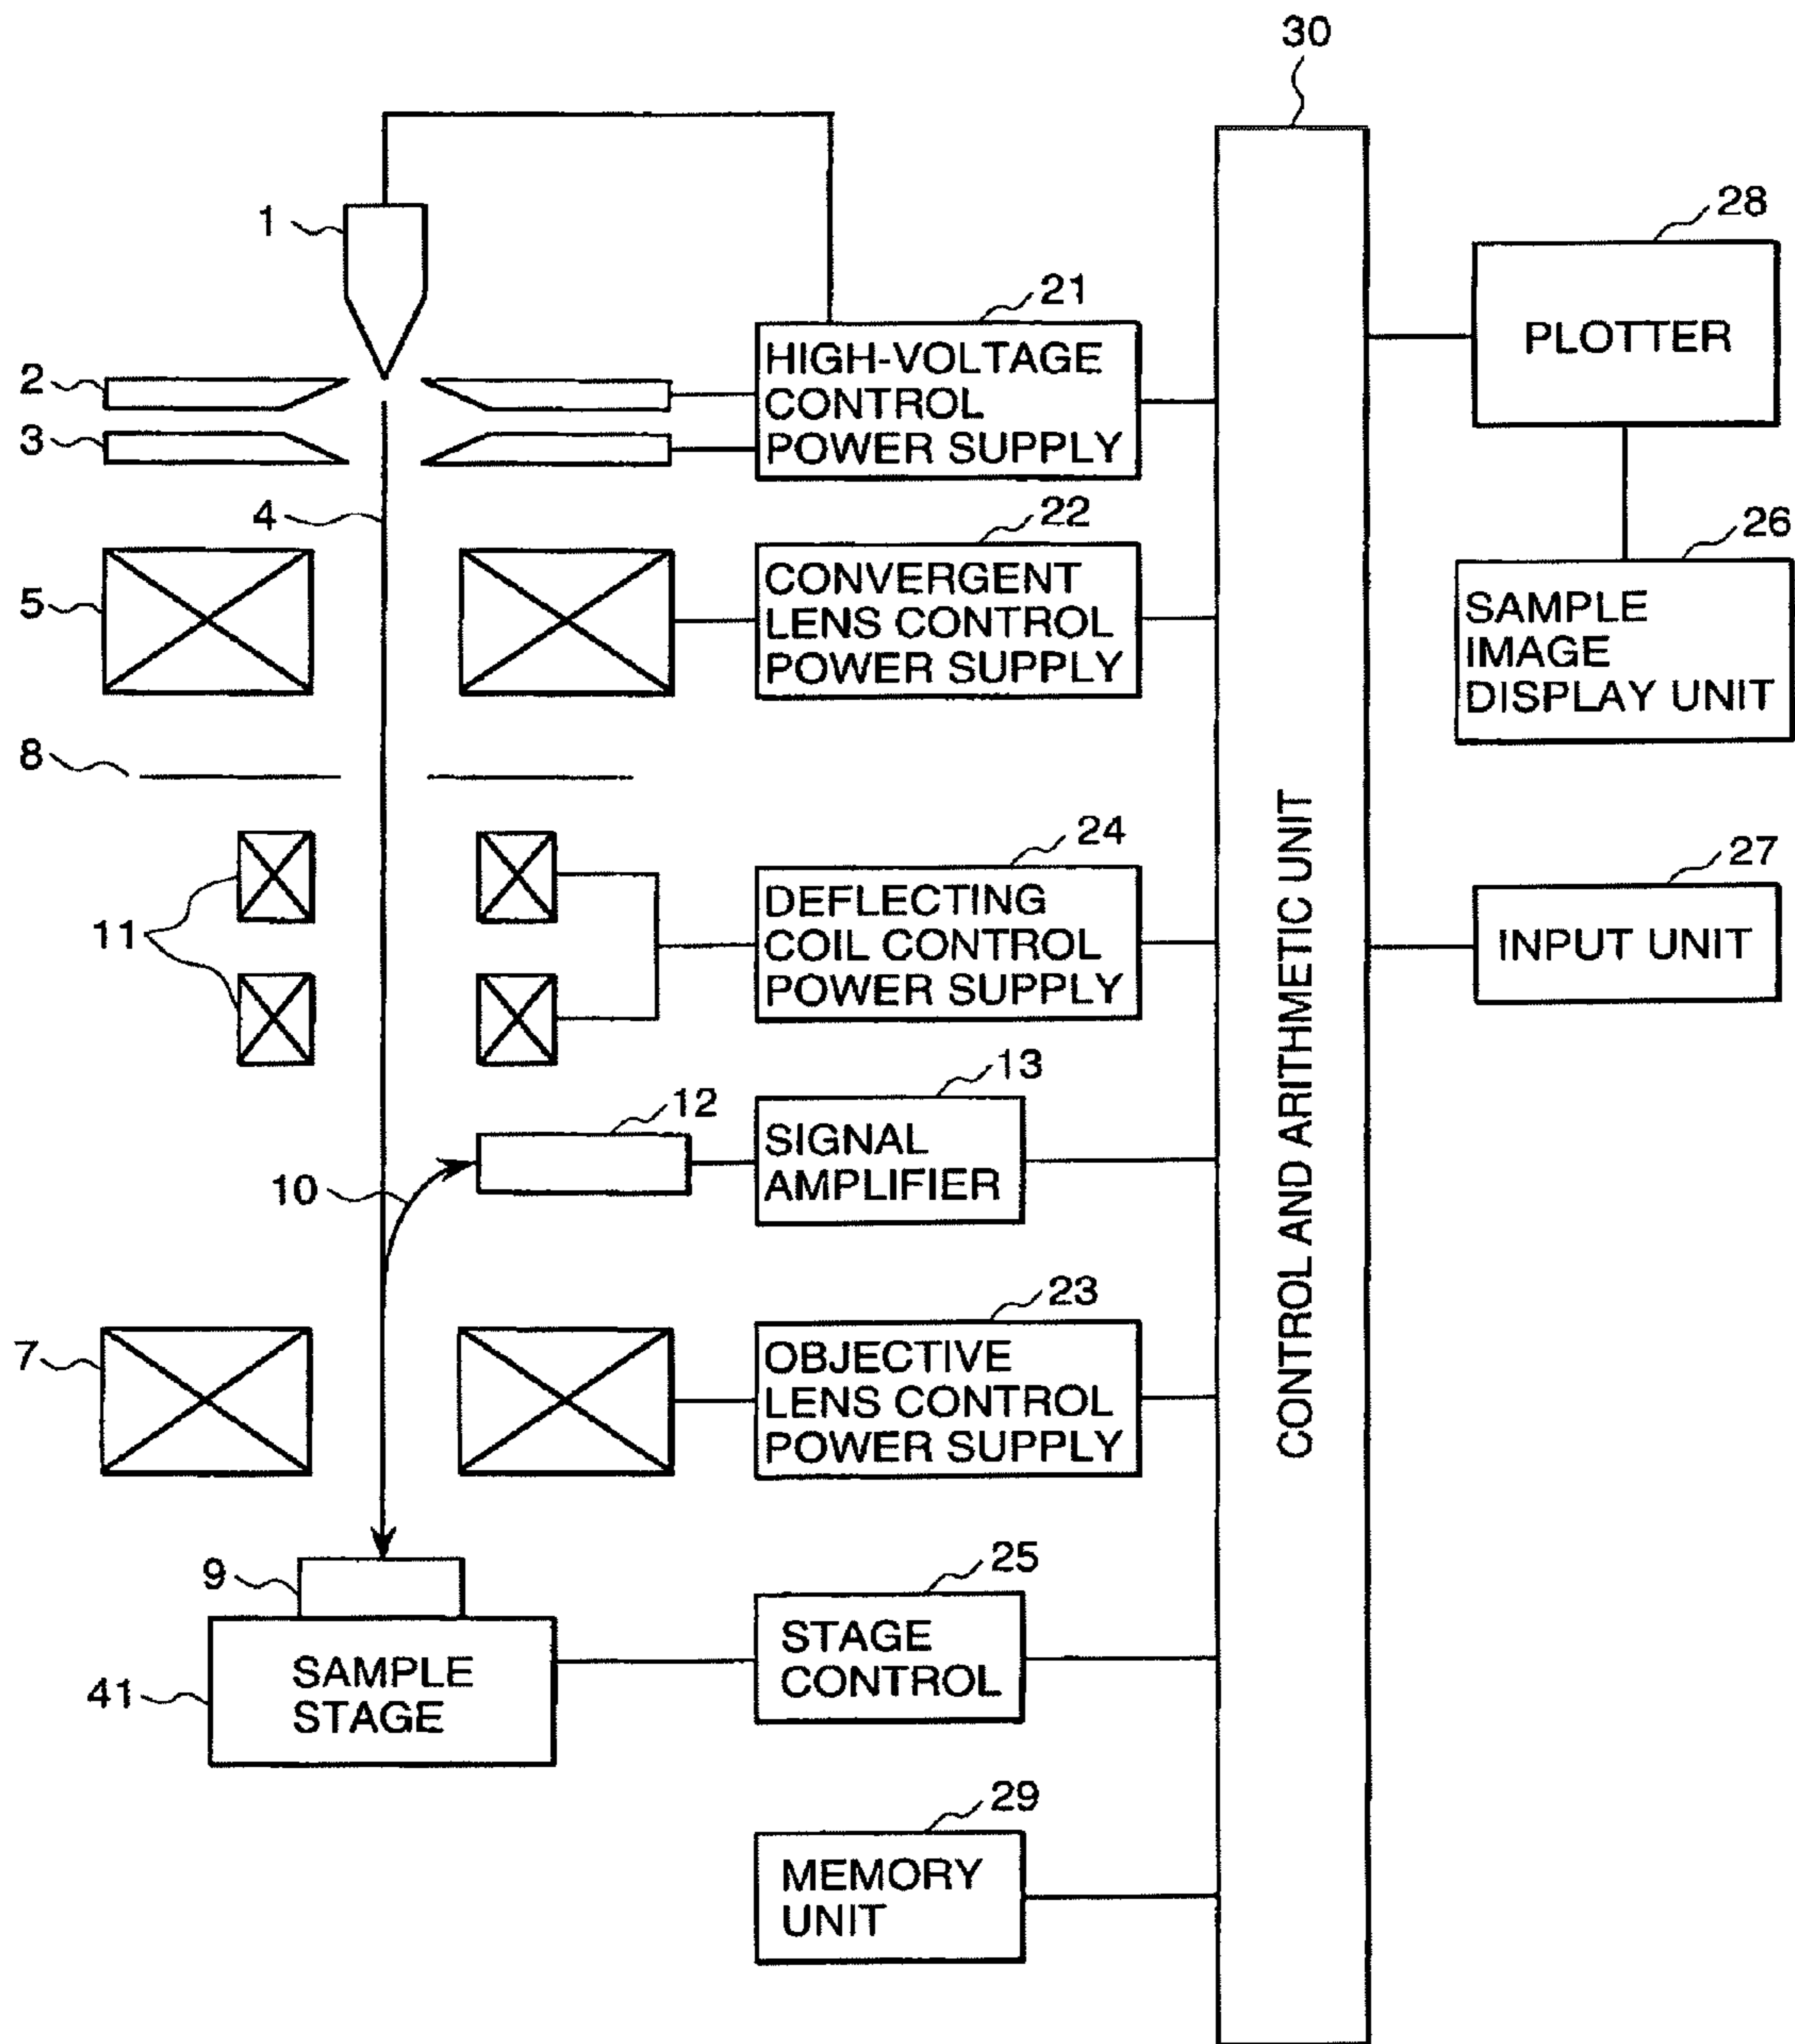 30
1
28
21
HIGH-VOLTAGE
CONTROL
POWER SUPPLY
PLOTTER
2
3
4
22
26
5
CONVERGENT
LENS CONTROL
POWER SUPPLY
SAMPLE
IMAGE
DISPLAY UNIT
8
24
27
11
DEFLECTING
COIL CONTROL
POWER SUPPLY
CONTROL AND ARITHMETIC UNIT
INPUT UNIT
13
12
SIGNAL
AMPLIFIER
10
23
7
OBJECTIVE
LENS CONTROL
POWER SUPPLY
9
25
STAGE
CONTROL
SAMPLE
STAGE
41
29
MEMORY
UNIT